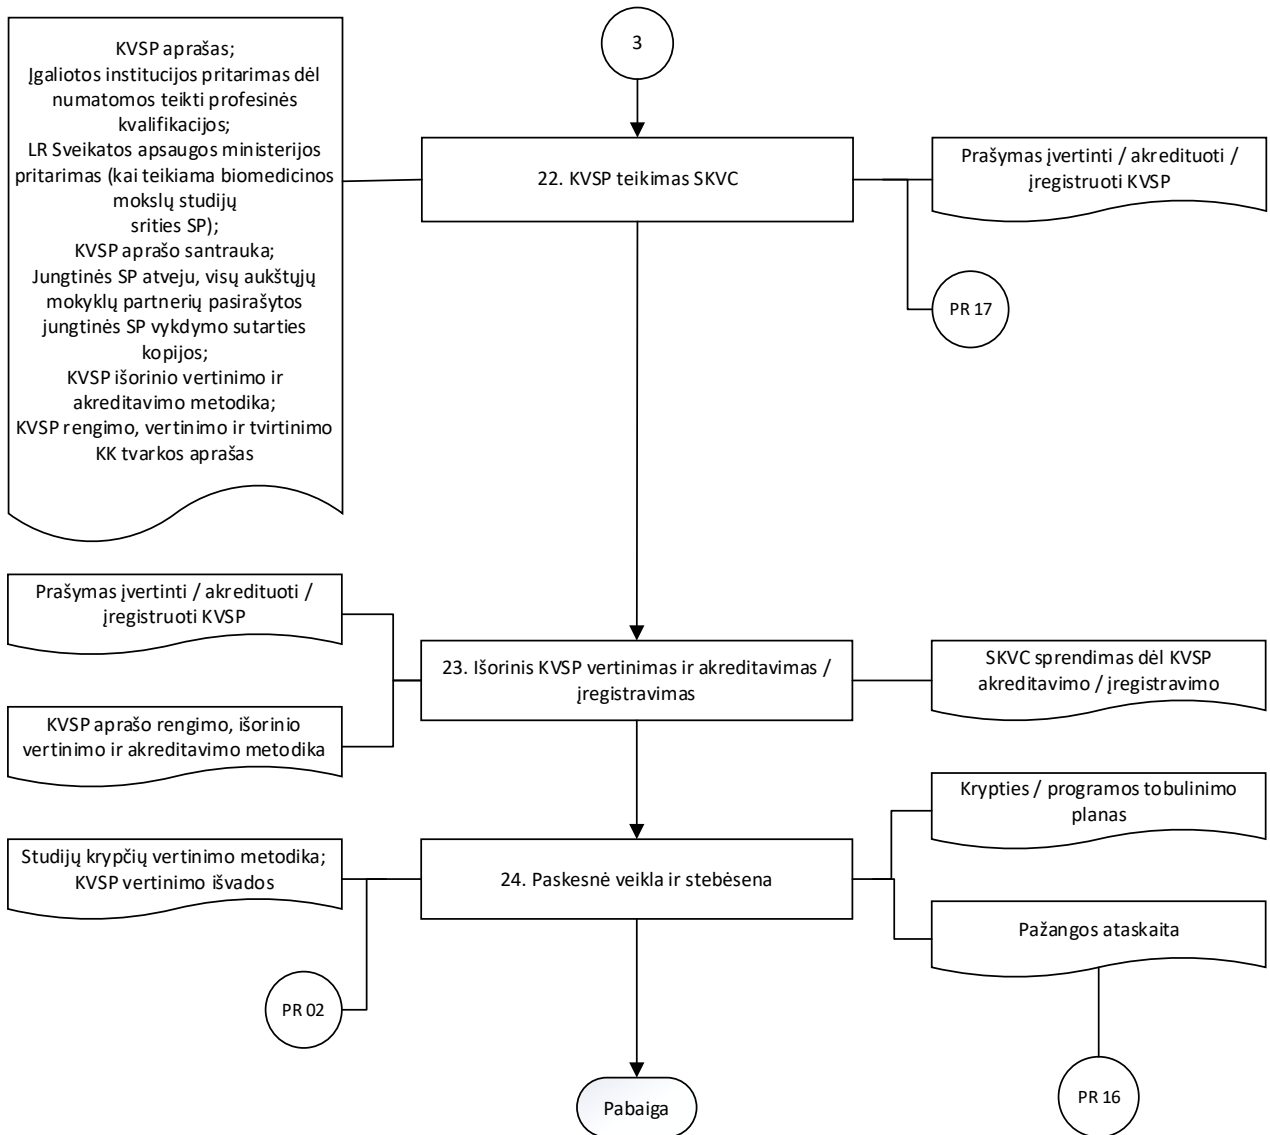 3
KVSP aprašas;
Įgaliotos institucijos pritarimas dėl
numatomos teikti profesinės
kvalifikacijos;
LR Sveikatos apsaugos ministerijos
pritarimas (kai teikiama biomedicinos
mokslų studijų
srities SP);
KVSP aprašo santrauka;
Jungtinės SP atveju, visų aukštųjų
mokyklų partnerių pasirašytos
jungtinės SP vykdymo sutarties
kopijos;
KVSP išorinio vertinimo ir
akreditavimo metodika;
KVSP rengimo, vertinimo ir tvirtinimo
KK tvarkos aprašas
22. KVSP teikimas SKVC
Prašymas įvertinti / akredituoti /
įregistruoti KVSP
PR 17
Prašymas įvertinti / akredituoti /
įregistruoti KVSP
KVSP aprašo rengimo, išorinio
vertinimo ir akreditavimo metodika
23. Išorinis KVSP vertinimas ir akreditavimas /
įregistravimas
SKVC sprendimas dėl KVSP
akreditavimo / įregistravimo
Studijų krypčių vertinimo metodika;
KVSP vertinimo išvados
PR 02
24. Paskesnė veikla ir stebėsena
Krypties / programos tobulinimo
planas
Pažangos ataskaita
PR 16
Pabaiga